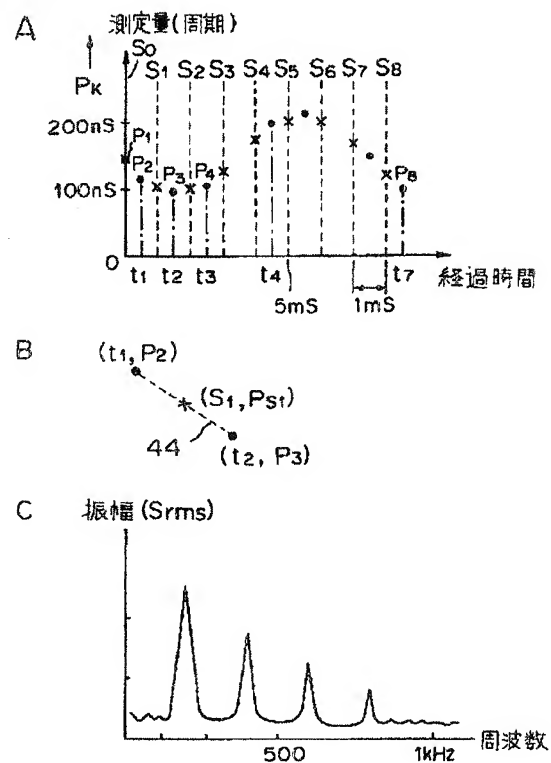 A 測定量(周期)
S0 S1 S2 S3 S4 S5 S6 S7 S8
PK
200nS
P1
P2 P3 P4 P8
100nS
0
t1 t2 t3 t4 t7 経過時間
5mS 1mS
B
(t1, P2)
(S1, PS1)
44
(t2, P3)
C 振幅(Srms)
周波数
500 1kHz